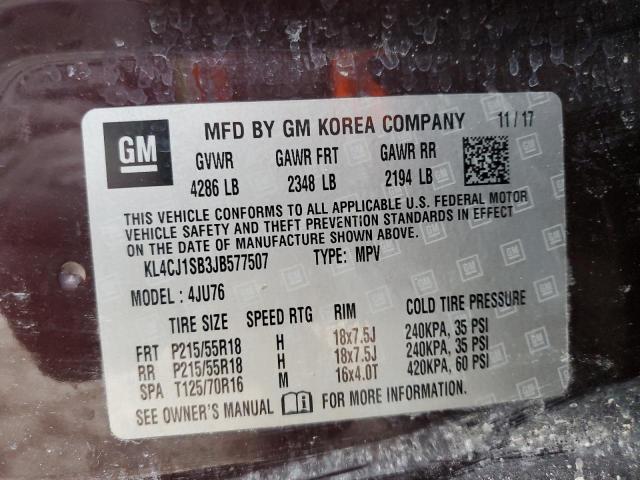 GM MFD BY GM KOREA COMPANY 11/17
GVWR GAWR FRT GAWR RR
4286 LB 2348 LB 2194 LB
THIS VEHICLE CONFORMS TO ALL APPLICABLE U.S. FEDERAL MOTOR
VEHICLE SAFETY AND THEFT PREVENTION STANDARDS IN EFFECT
ON THE DATE OF MANUFACTURE SHOWN ABOVE.
KL4CJ1SB3JB577507 TYPE: MPV
MODEL : 4JU76
TIRE SIZE SPEED RTG RIM COLD TIRE PRESSURE
FRT P215/55R18 H 18x7.5J 240KPA, 35 PSI
RR P215/55R18 H 18x7.5J 240KPA, 35 PSI
SPA T125/70R16 M 16x4.0T 420KPA, 60 PSI
SEE OWNER'S MANUAL FOR MORE INFORMATION.